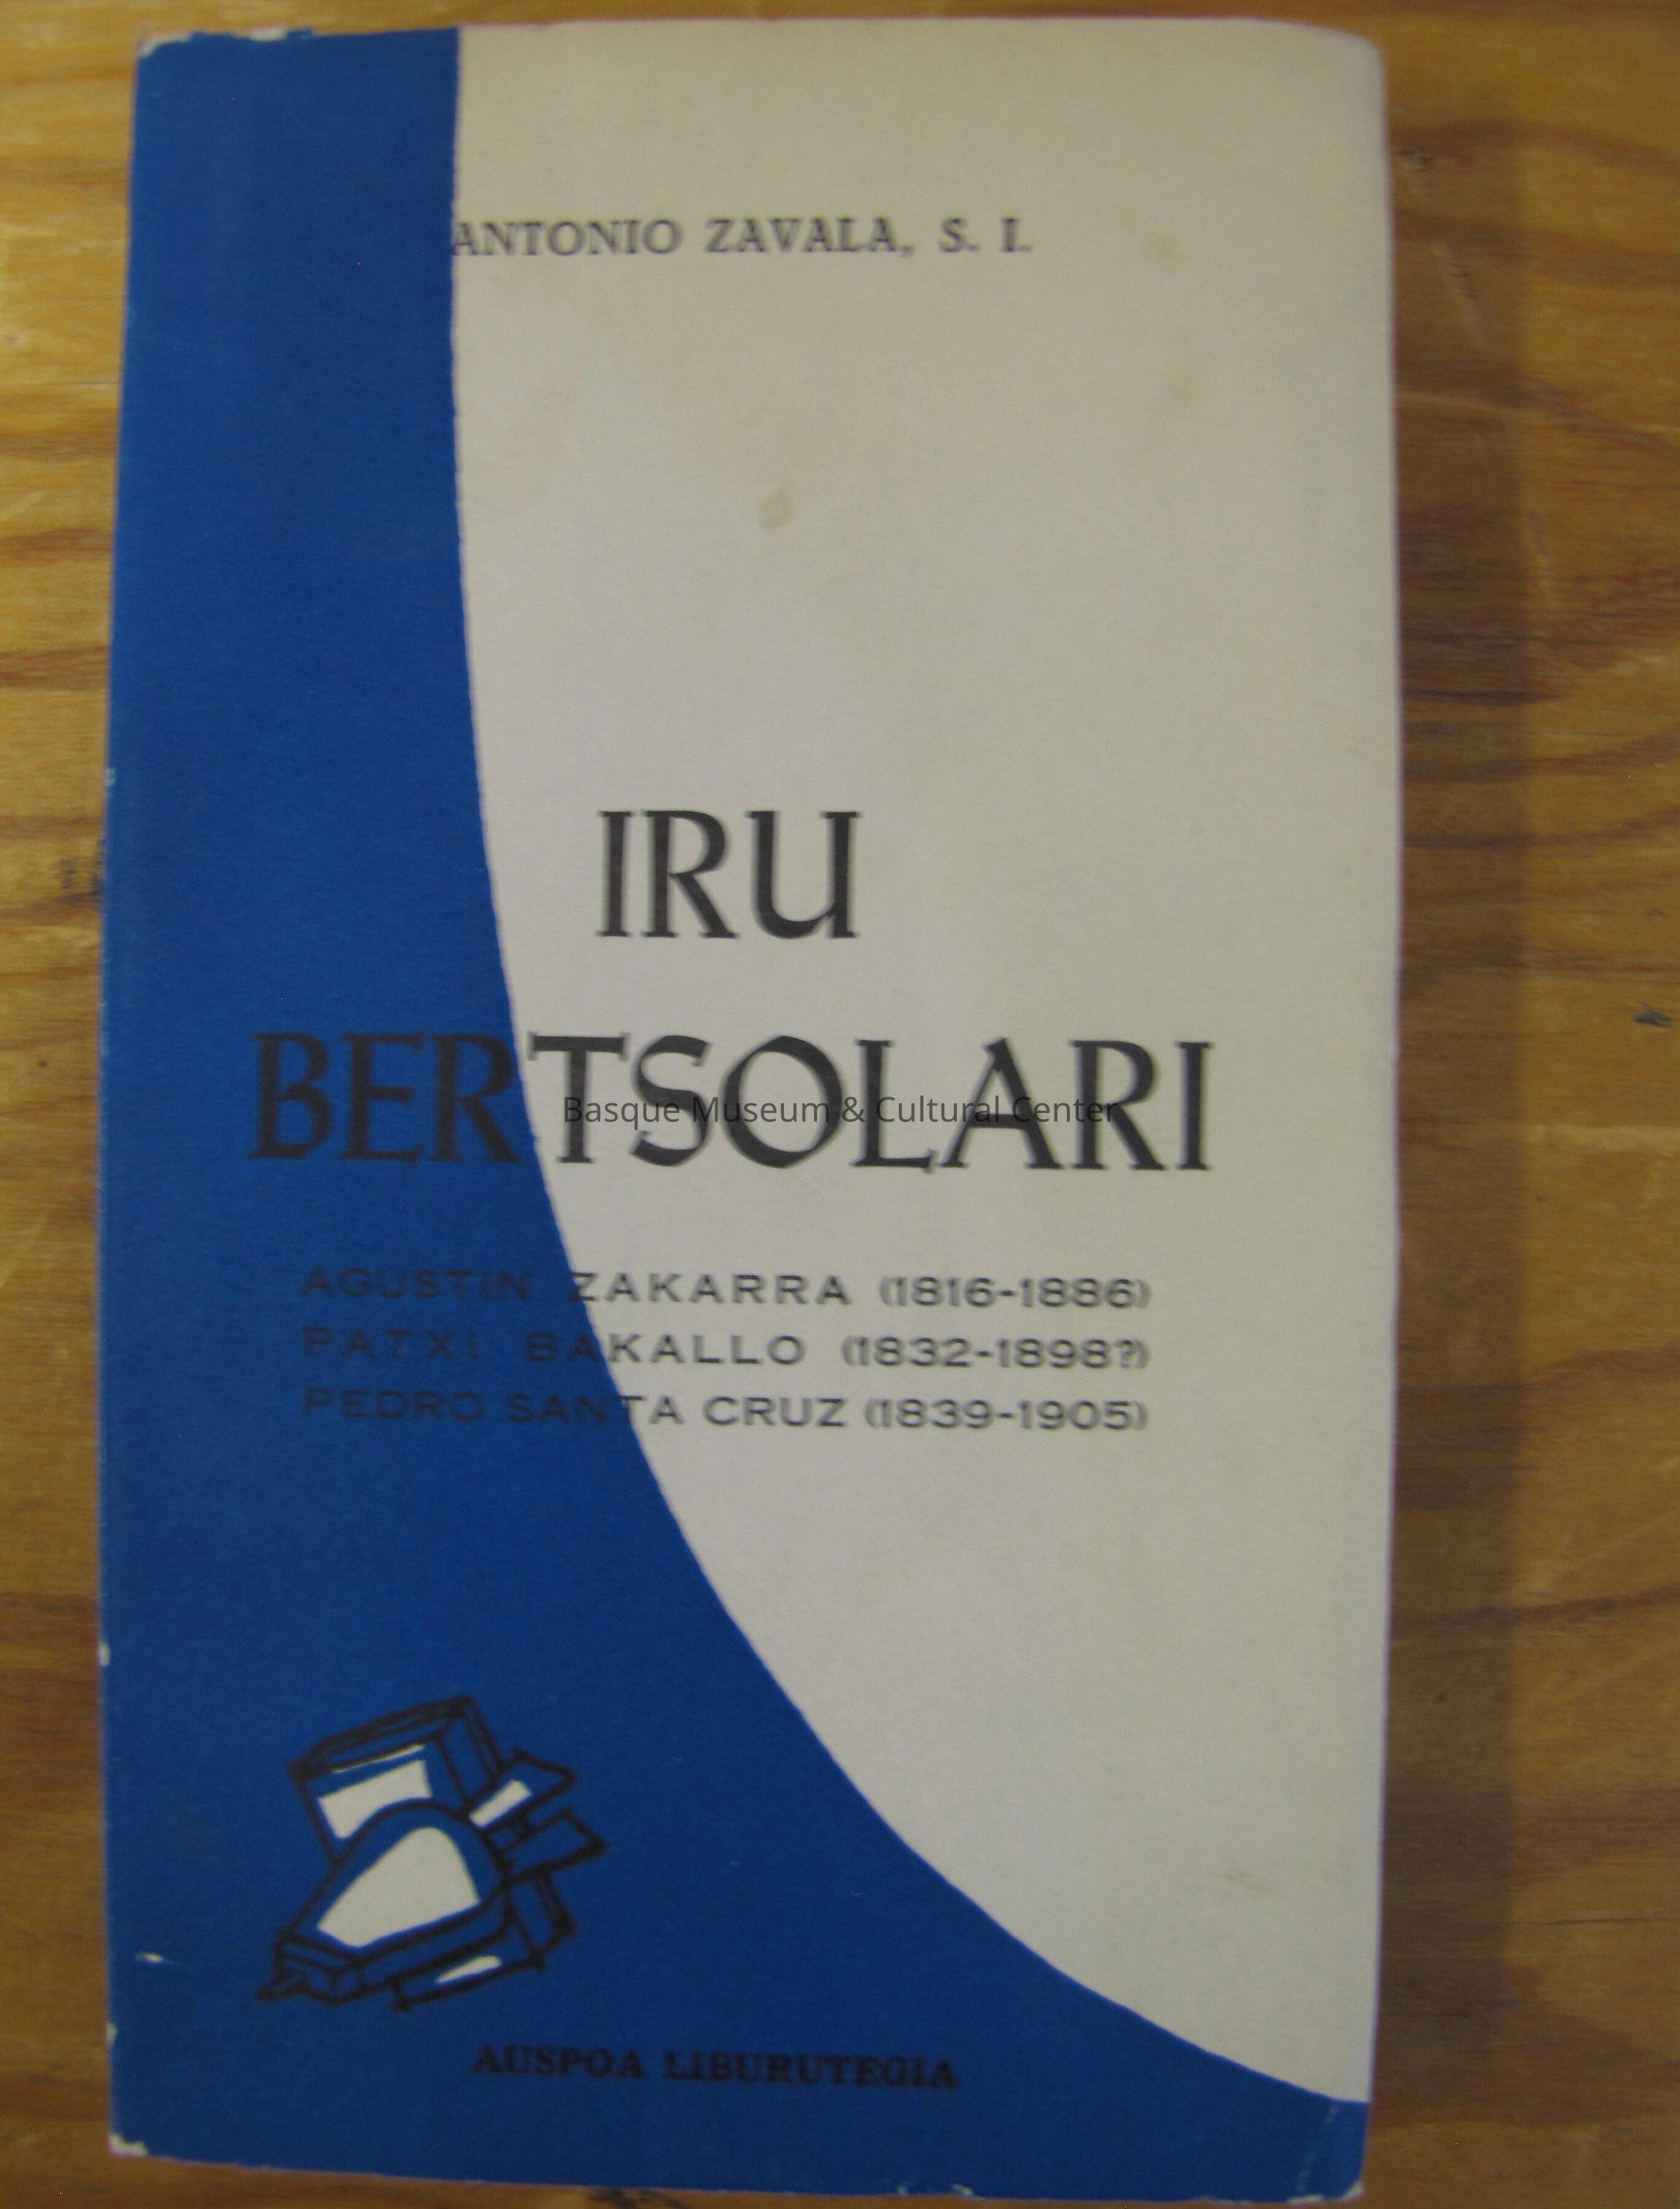 ANTONIO ZAVALA, S. I.
IRU
BERTSOLARI
Basque Museum & Cultural Center
AGUSTIN ZAKARRA (1816-1886)
PATXI BAKALLO (1832-1898?)
PEDRO SANTA CRUZ (1839-1905)
AUSPOA LIBURUTEGIA